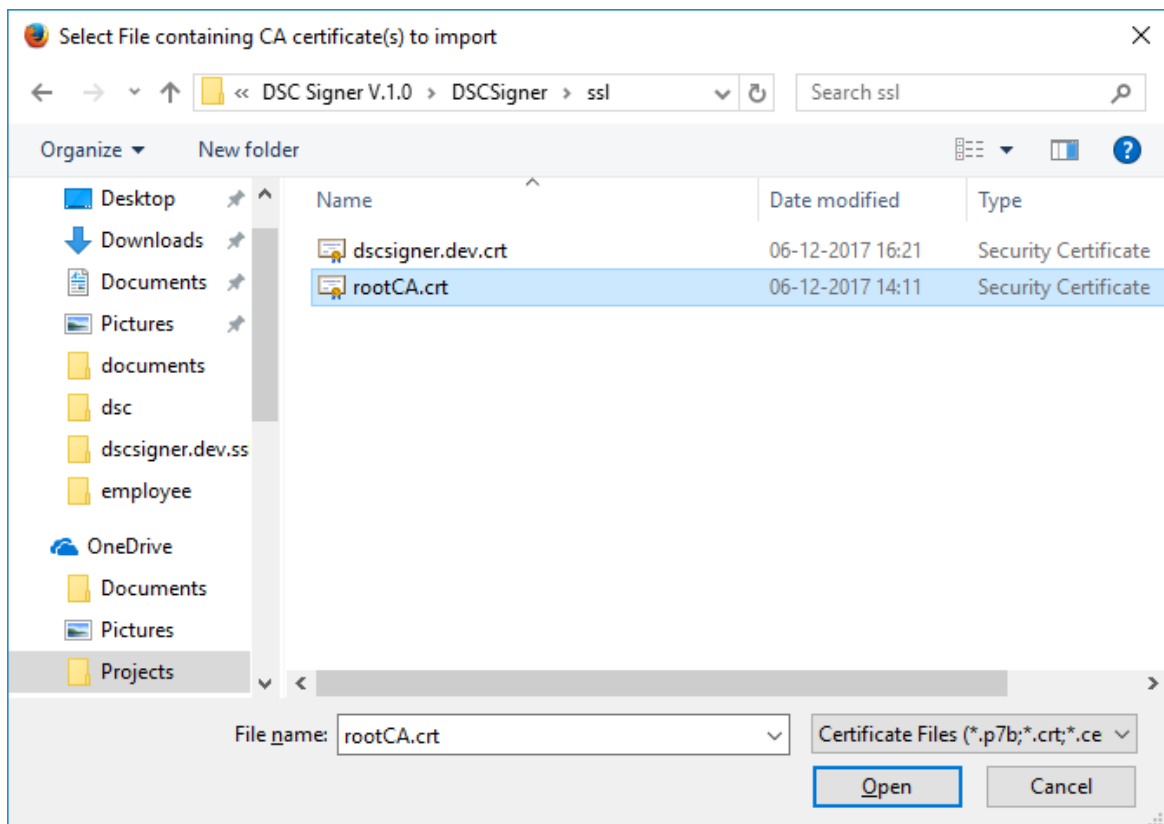 Select File containing CA certificate(s) to import
« DSC Signer V.1.0 › DSCSigner › ssl
Search ssl
Organize
New folder
Desktop
Downloads
Documents
Pictures
documents
dsc
dscsigner.dev.ss
employee
OneDrive
Documents
Pictures
Projects
Name Date modified Type
dscsigner.dev.crt 06-12-2017 16:21 Security Certificate
rootCA.crt 06-12-2017 14:11 Security Certificate
File name: rootCA.crt
Certificate Files (*.p7b;*.crt;*.ce
Open
Cancel